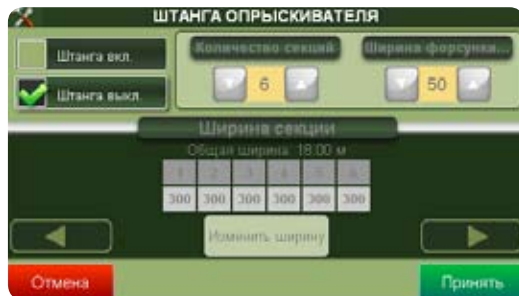 ШТАНГА ОПРЫСКИВАТЕЛЯ
Штанга вкл.
Штанга выкл.
Количество секций
6
Ширина форсунки...
50
Ширина секции
Общая ширина: 18.00 м
1 2 3 4 5 6
300 300 300 300 300 300
Изменить ширину
Отмена
Принять